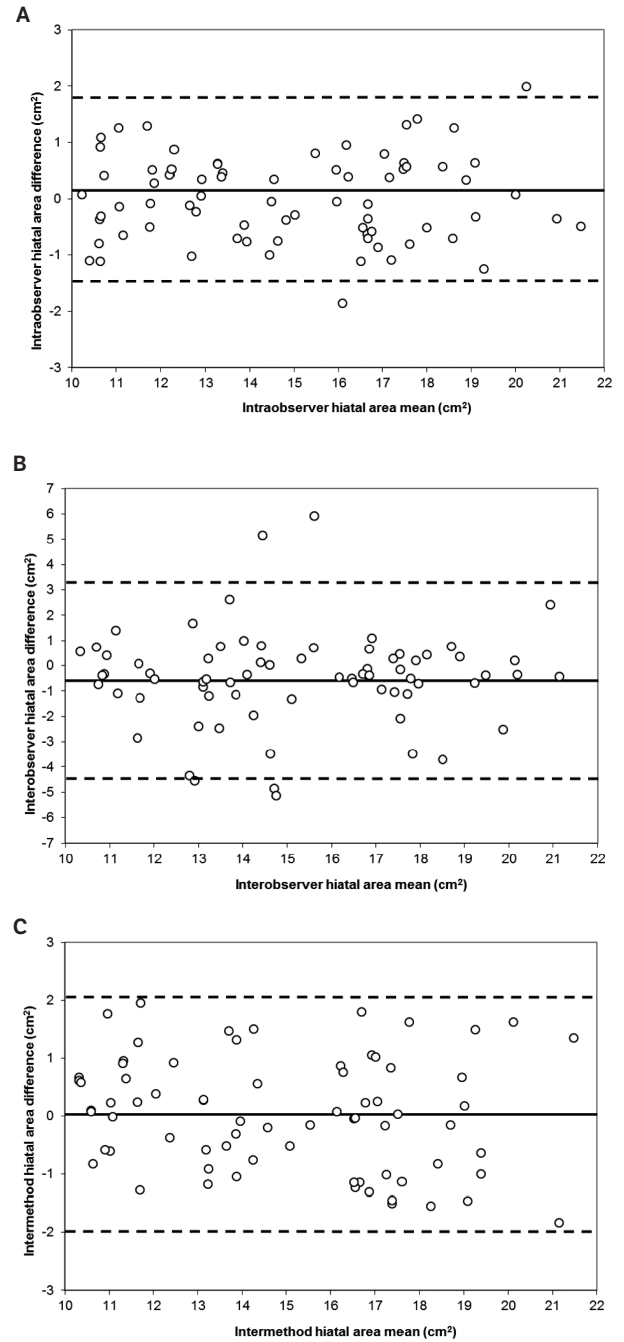 A
Intraobserver hiatal area difference (cm²)
3
2
1
0
-1
-2
-3
10 11 12 13 14 15 16 17 18 19 20 21 22
Intraobserver hiatal area mean (cm²)
B
Interobserver hiatal area difference (cm²)
7
6
5
4
3
2
1
0
-1
-2
-3
-4
-5
-6
-7
10 11 12 13 14 15 16 17 18 19 20 21 22
Interobserver hiatal area mean (cm²)
C
Intermethod hiatal area difference (cm²)
3
2
1
0
-1
-2
-3
10 11 12 13 14 15 16 17 18 19 20 21 22
Intermethod hiatal area mean (cm²)